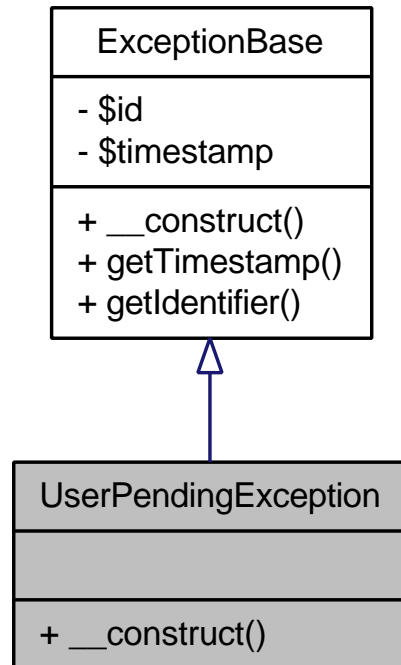 ExceptionBase
- $id
- $timestamp
+ __construct()
+ getTimestamp()
+ getIdentifier()
UserPendingException
+ __construct()